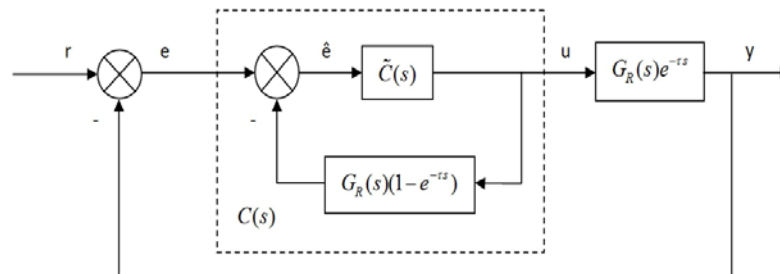 r
e
ê
u
y
-
-
C̃(s)
G_R(s)e^{-τs}
G_R(s)(1-e^{-τs})
C(s)